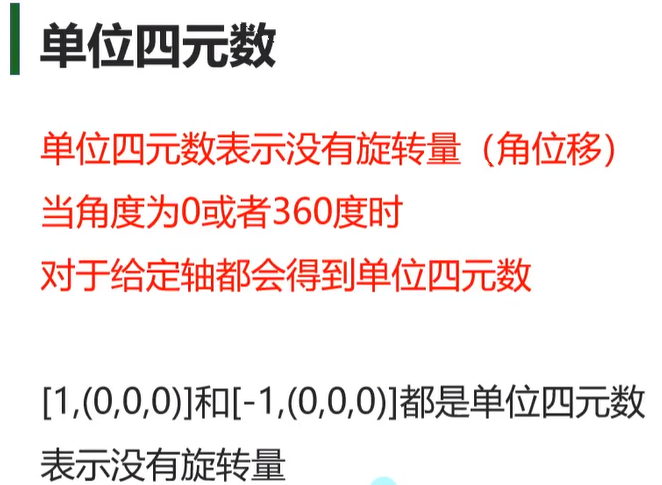 单位四元数
单位四元数表示没有旋转量（角位移）
当角度为0或者360度时
对于给定轴都会得到单位四元数
[1,(0,0,0)]和[-1,(0,0,0)]都是单位四元数
表示没有旋转量